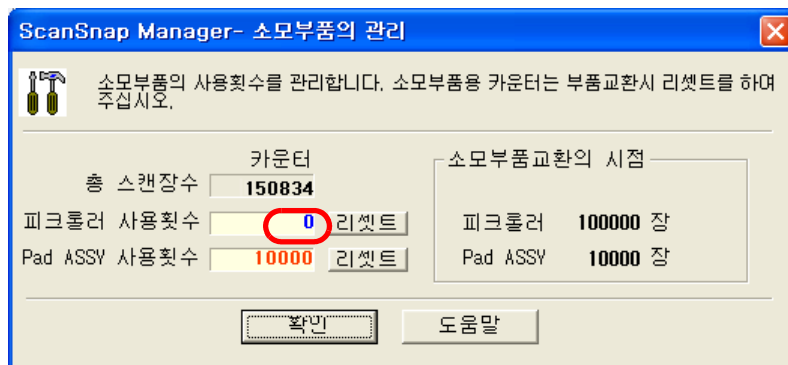 ScanSnap Manager- 소모부품의 관리
소모부품의 사용횟수를 관리합니다. 소모부품용 카운터는 부품교환시 리셋트를 하여
주십시오.
카운터
소모부품교환의 시점
총 스캔장수 150834
피크롤러 사용횟수 0 리셋트
피크롤러 100000 장
Pad ASSY 사용횟수 10000 리셋트
Pad ASSY 10000 장
확인
도움말